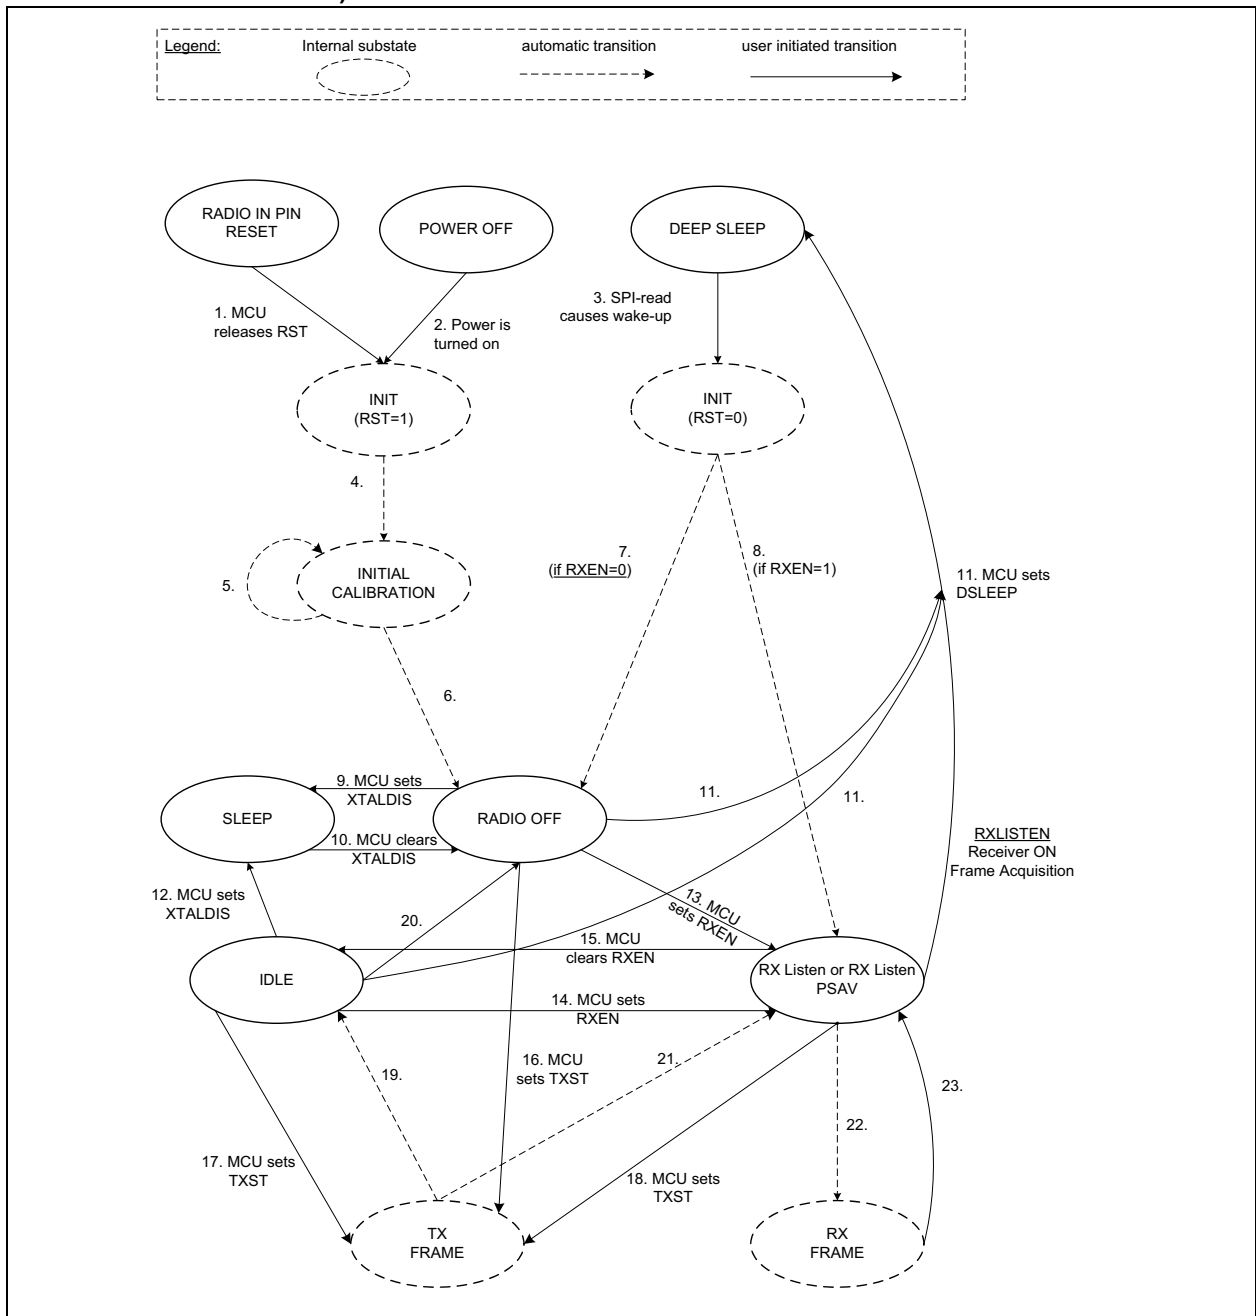 Legend:
Internal substate
automatic transition
user initiated transition
RADIO IN PIN
RESET
POWER OFF
DEEP SLEEP
1. MCU
releases RST
2. Power is
turned on
3. SPI-read
causes wake-up
INIT
(RST=1)
INIT
(RST=0)
4.
5.
INITIAL
CALIBRATION
7.
(if RXEN=0)
8.
(if RXEN=1)
11. MCU sets
DSLEEP
6.
9. MCU sets
XTALDIS
SLEEP
RADIO OFF
11.
11.
10. MCU clears
XTALDIS
RXLISTEN
Receiver ON
Frame Acquisition
12. MCU sets
XTALDIS
20.
13. MCU
sets RXEN
15. MCU
clears RXEN
IDLE
RX Listen or RX Listen
PSAV
14. MCU sets
RXEN
19.
16. MCU
sets TXST
21.
22.
23.
17. MCU sets
TXST
18. MCU sets
TXST
TX
FRAME
RX
FRAME